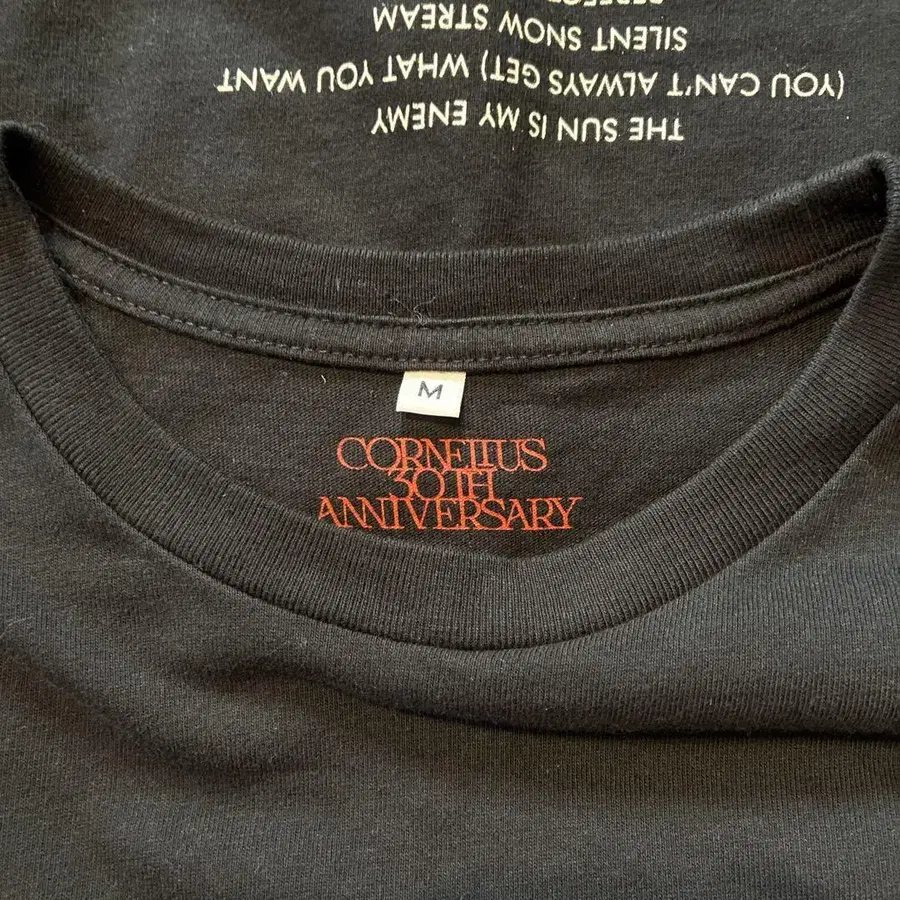 THE SUN IS MY ENEMY
(YOU CAN'T ALWAYS GET) WHAT YOU WANT
SILENT SNOW STREAM
M
CORNELIUS
30TH
ANNIVERSARY